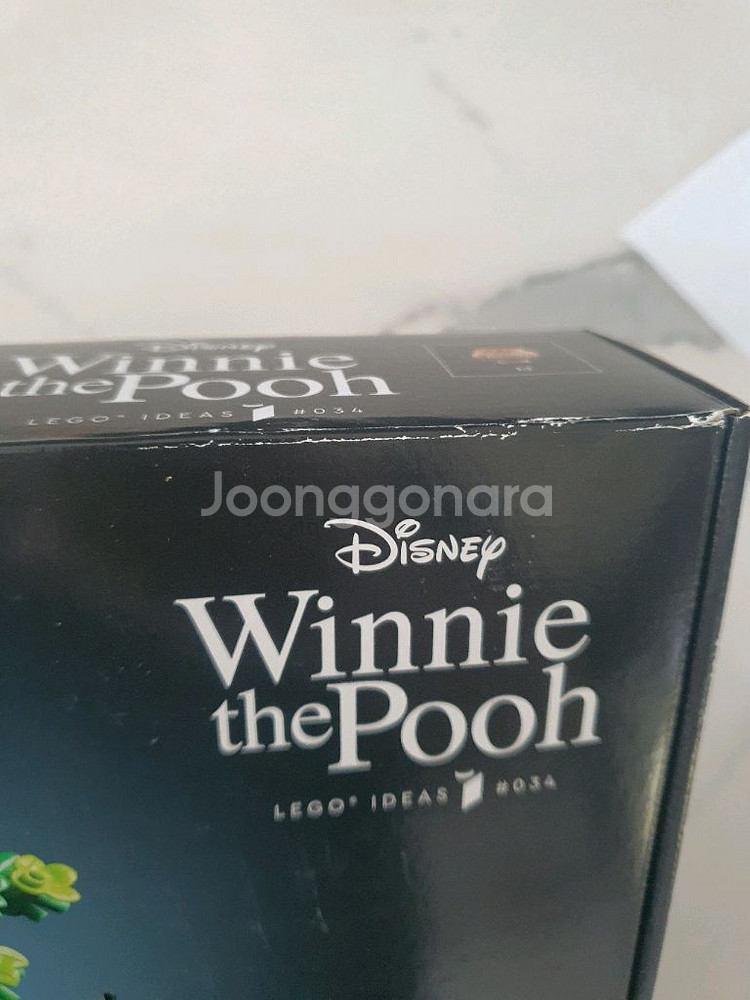 Disney
Winnie
the Pooh
LEGO® IDEAS #034
Joonggonara
Disney
Winnie
the Pooh
LEGO® IDEAS #034